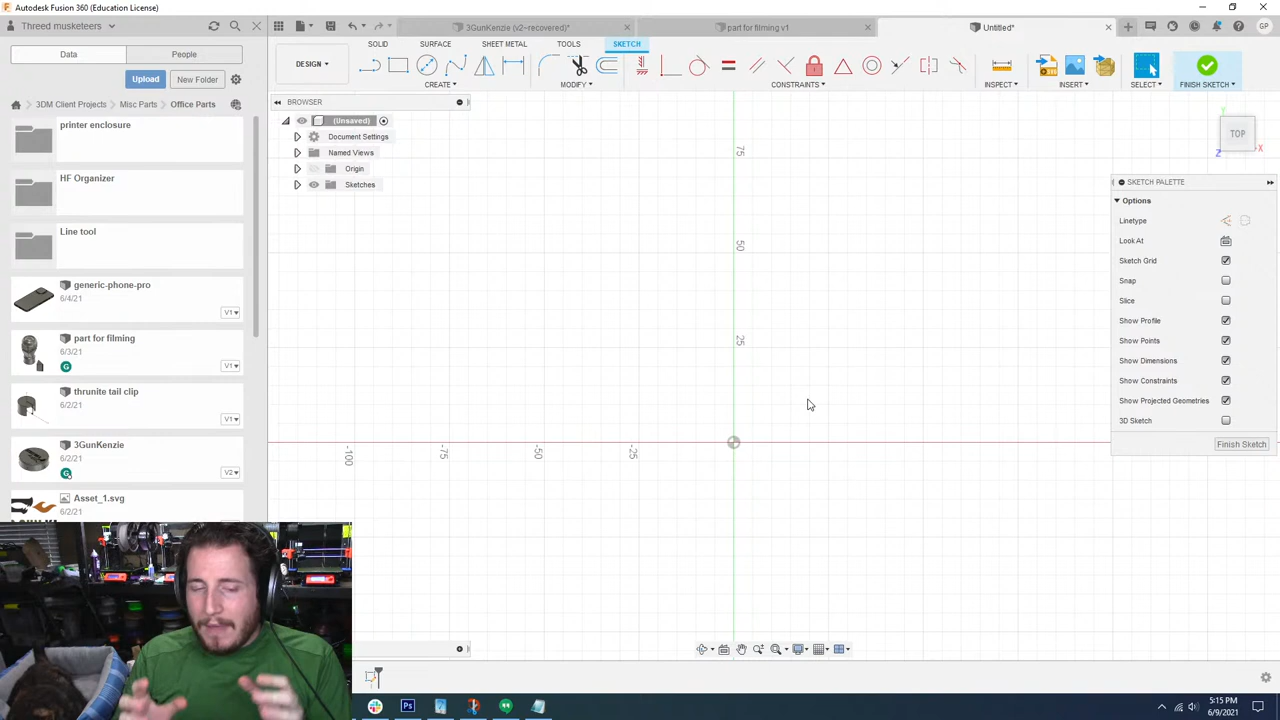 Autodesk Fusion 360 (Education License)
Threed musketeers
3GunKenzie (v2~recovered)*
part for filming v1
Untitled*
GP
Data
People
Upload
New Folder
3DM Client Projects
Misc Parts
Office Parts
printer enclosure
HF Organizer
Line tool
generic-phone-pro
6/4/21
V1
part for filming
6/3/21
G
V1
thrunite tail clip
6/2/21
V1
3GunKenzie
6/2/21
G
V2
Asset_1.svg
6/2/21
DESIGN
SOLID
SURFACE
SHEET METAL
TOOLS
SKETCH
CREATE
MODIFY
CONSTRAINTS
INSPECT
INSERT
SELECT
FINISH SKETCH
BROWSER
(Unsaved)
Document Settings
Named Views
Origin
Sketches
75
50
25
-100
-75
-50
-25
TOP
Y
Z
X
SKETCH PALETTE
Options
Linetype
Look At
Sketch Grid
Snap
Slice
Show Profile
Show Points
Show Dimensions
Show Constraints
Show Projected Geometries
3D Sketch
Finish Sketch
Ps
5:15 PM
6/9/2021